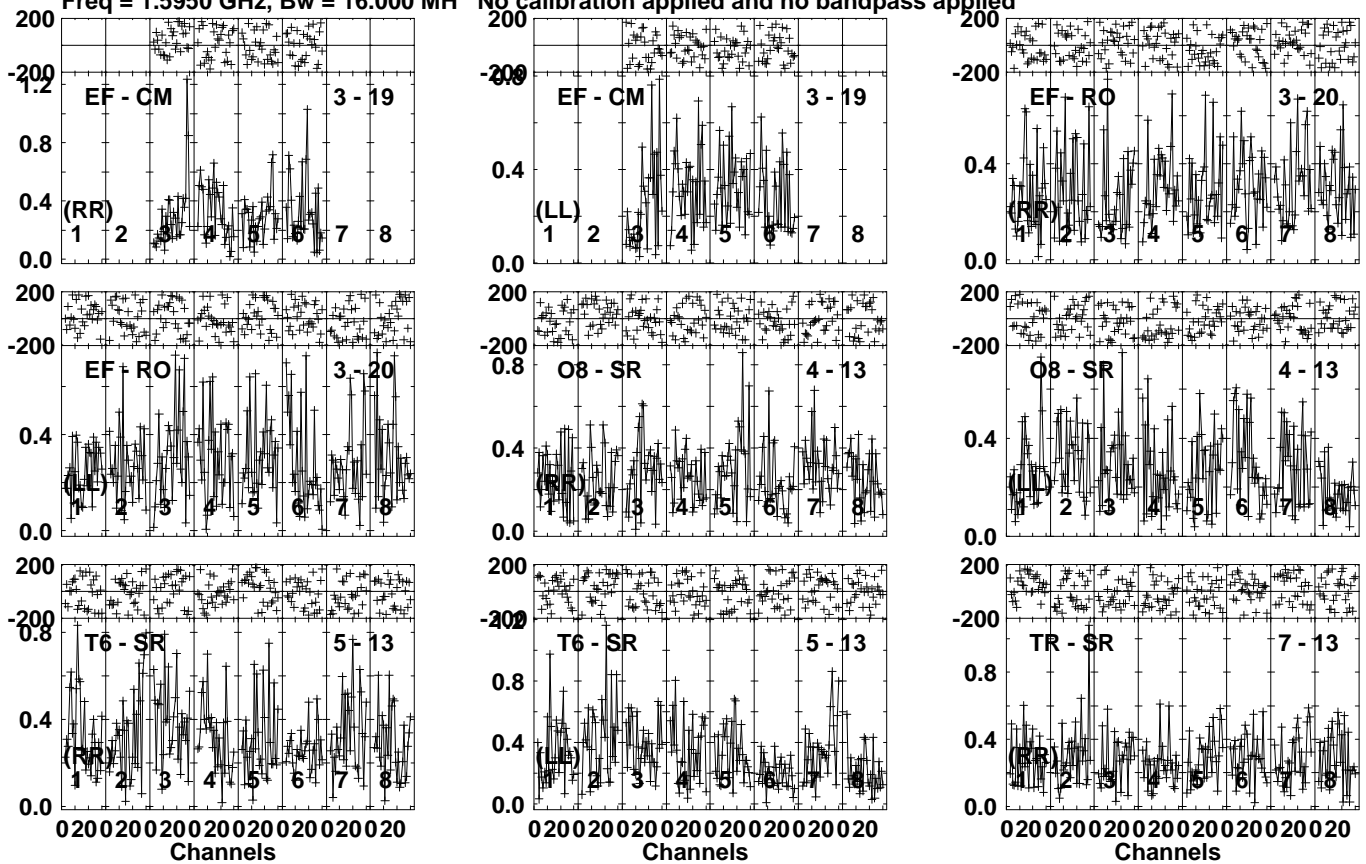 Freq = 1.5950 GHz, Bw = 16.000 MH No calibration applied and no bandpass applied
200
-200
1.2
0.8
0.4
0.0
EF - CM 3 - 19
(RR)
1 2 3 4 5 6 7 8
200
-200
0.8
0.4
0.0
EF - CM 3 - 19
(LL)
1 2 3 4 5 6 7 8
200
-200
0.4
0.0
EF - RO 3 - 20
(RR)
1 2 3 4 5 6 7 8
200
-200
0.4
0.0
EF - RO 3 - 20
(LL)
1 2 3 4 5 6 7 8
200
-200
0.8
0.4
0.0
O8 - SR 4 - 13
(RR)
1 2 3 4 5 6 7 8
200
-200
0.4
0.0
O8 - SR 4 - 13
(LL)
1 2 3 4 5 6 7 8
200
-200
0.8
0.4
0.0
T6 - SR 5 - 13
(RR)
1 2 3 4 5 6 7 8
0 20 0 20 0 20 0 20 0 20 0 20 0 20 0 20
Channels
200
-200
1.2
0.8
0.4
0.0
T6 - SR 5 - 13
(LL)
1 2 3 4 5 6 7 8
0 20 0 20 0 20 0 20 0 20 0 20 0 20 0 20
Channels
200
-200
0.8
0.4
0.0
TR - SR 7 - 13
(RR)
1 2 3 4 5 6 7 8
0 20 0 20 0 20 0 20 0 20 0 20 0 20 0 20
Channels